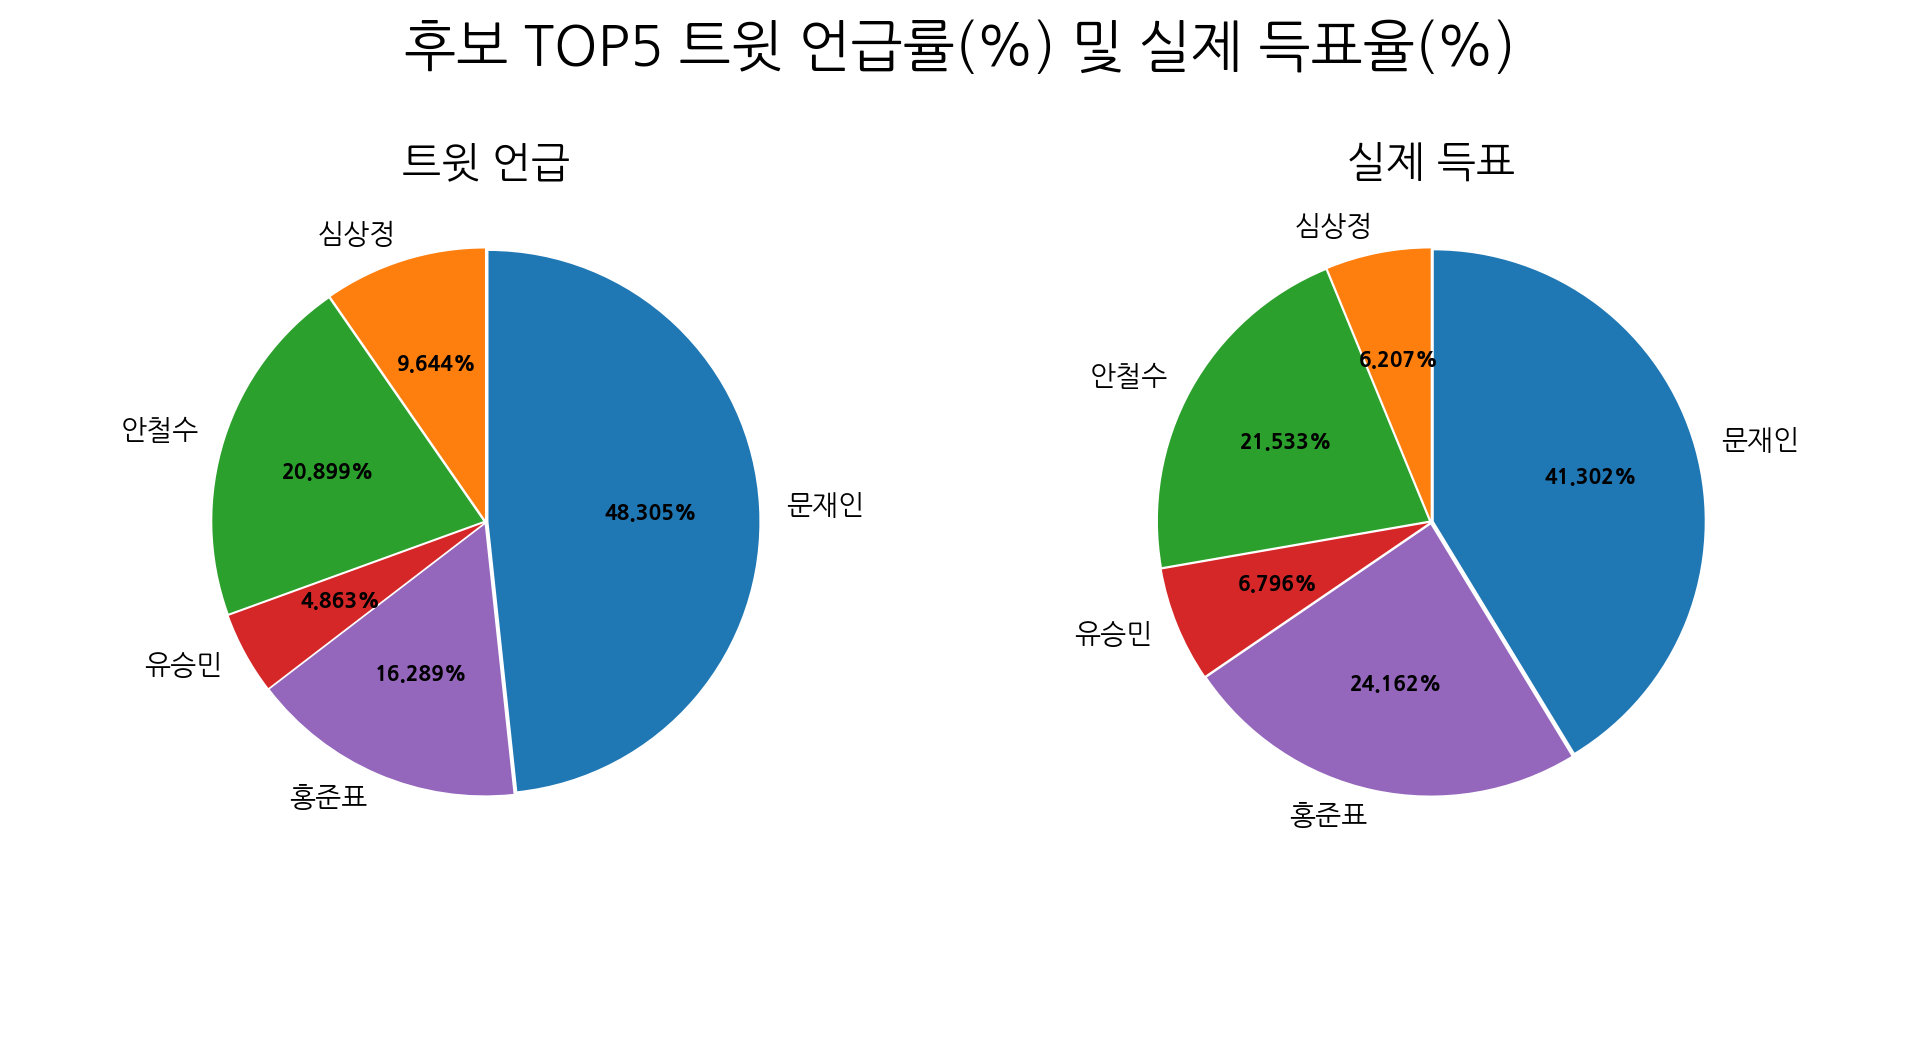 후보 TOP5 트윗 언급률(%) 및 실제 득표율(%)
트윗 언급
심상정
9.644%
안철수
20.899%
문재인
48.305%
유승민
4.863%
홍준표
16.289%
실제 득표
심상정
6.207%
안철수
21.533%
문재인
41.302%
유승민
6.796%
홍준표
24.162%